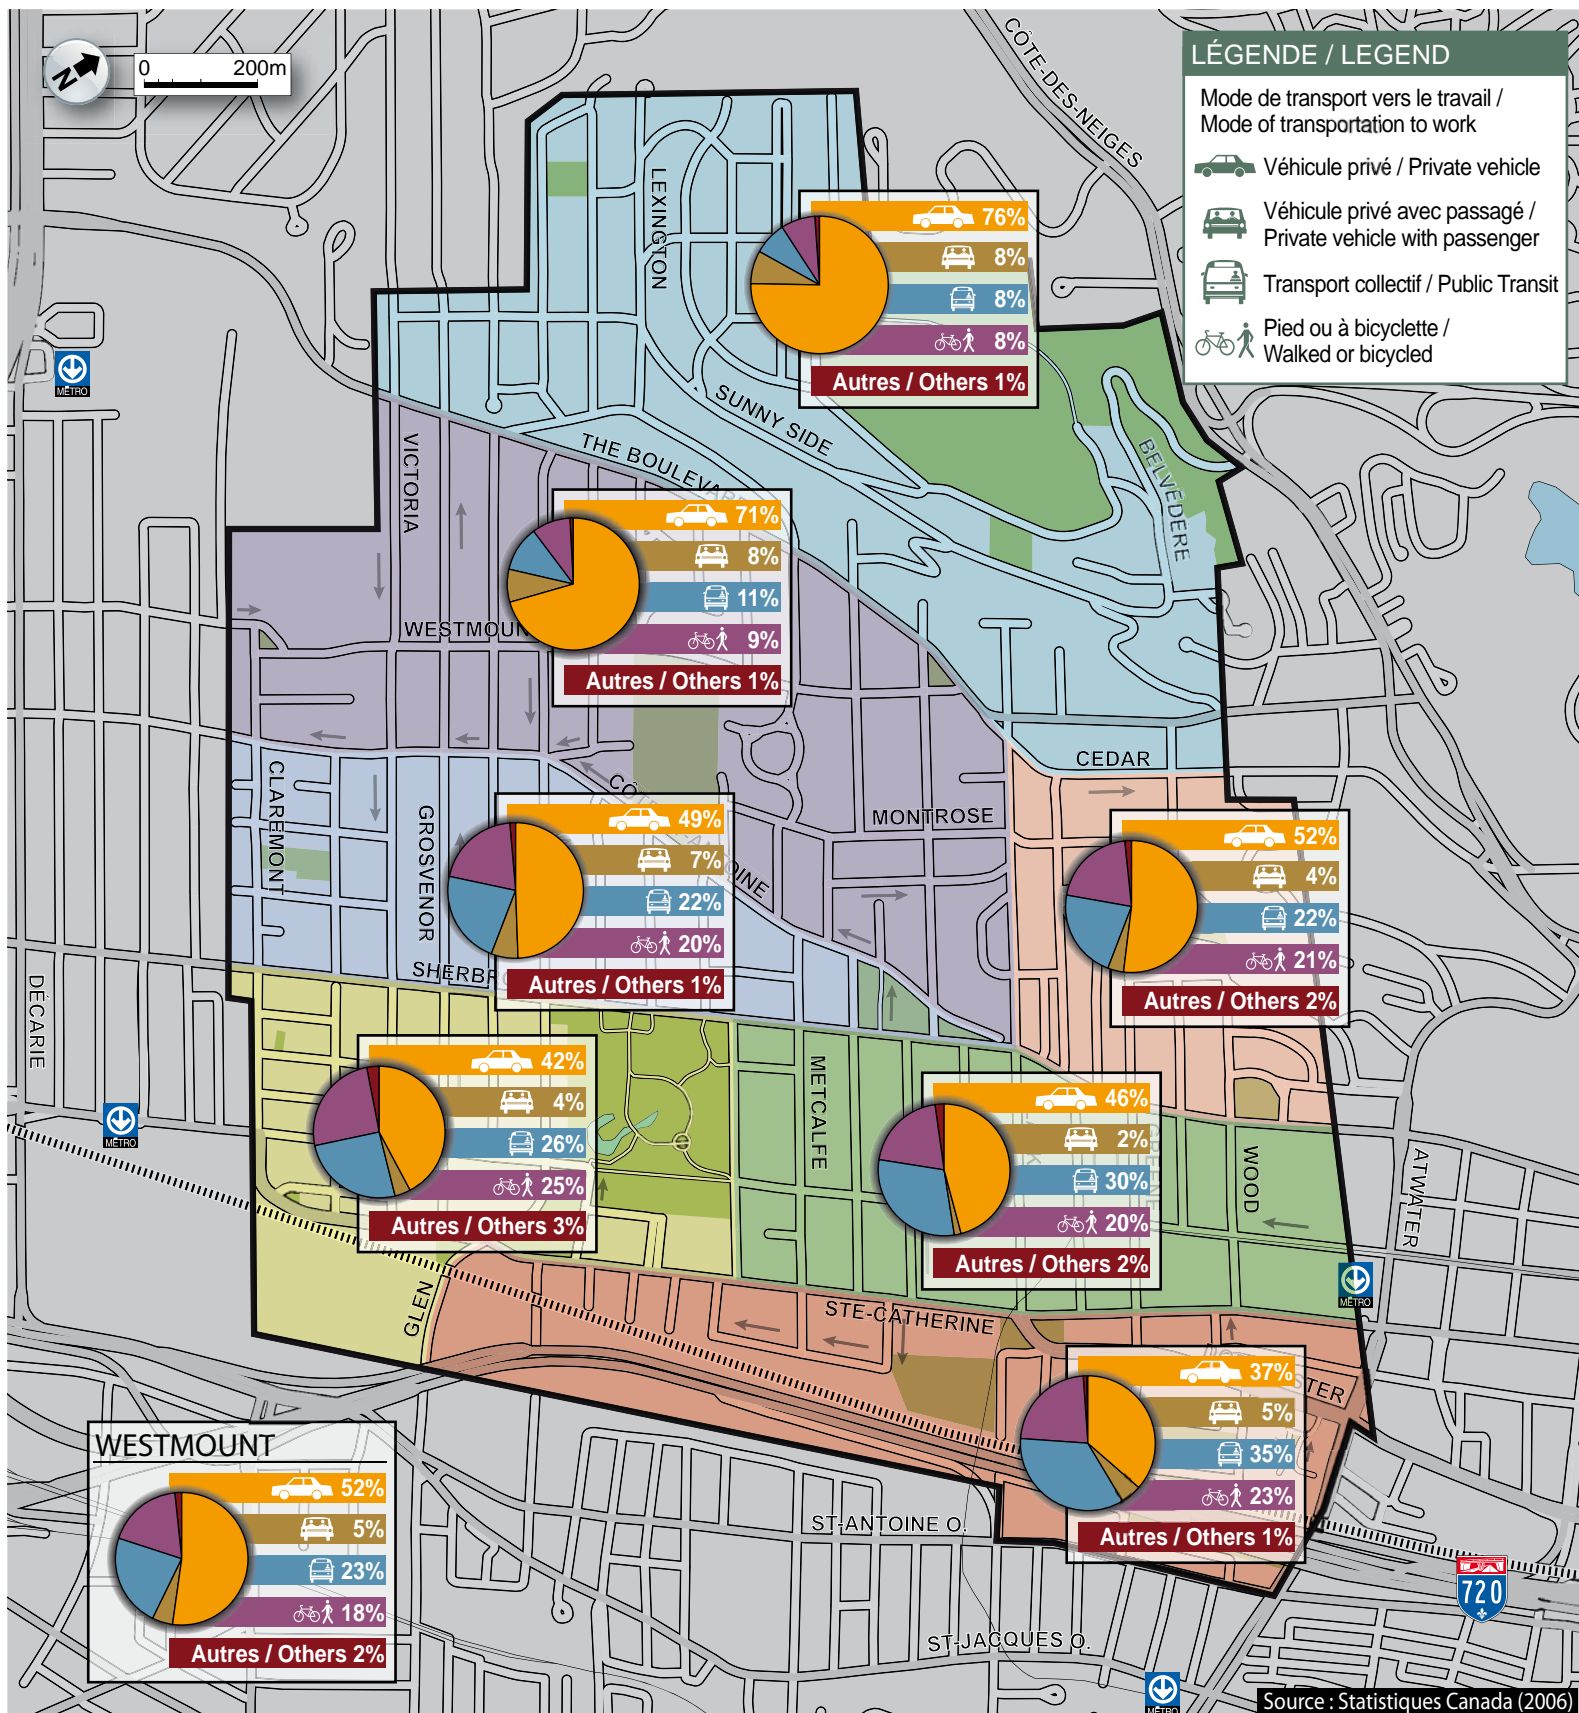 N
0 200m
CÔTE-DES-NEIGES
LÉGENDE / LEGEND
Mode de transport vers le travail /
Mode of transportation to work
Véhicule privé / Private vehicle
Véhicule privé avec passagé /
Private vehicle with passenger
Transport collectif / Public Transit
Pied ou à bicyclette /
Walked or bicycled
LEXINGTON
76%
8%
8%
8%
Autres / Others 1%
MÉTRO
SUNNY SIDE
THE BOULEVAR
VICTORIA
BELVÉDÈRE
71%
8%
11%
9%
Autres / Others 1%
WESTMOUN
CEDAR
CLAREMONT
GROSVENOR
MONTROSE
49%
7%
22%
20%
Autres / Others 1%
52%
4%
22%
21%
Autres / Others 2%
SHERBR
DÉCARIE
42%
4%
26%
25%
Autres / Others 3%
METCALFE
46%
2%
30%
20%
Autres / Others 2%
WOOD
ATWATER
MÉTRO
MÉTRO
GLEN
STE-CATHERINE
37%
5%
35%
23%
Autres / Others 1%
STER
WESTMOUNT
52%
5%
23%
18%
Autres / Others 2%
ST-ANTOINE O.
ST-JACQUES O.
720
MÉTRO
Source : Statistiques Canada (2006)